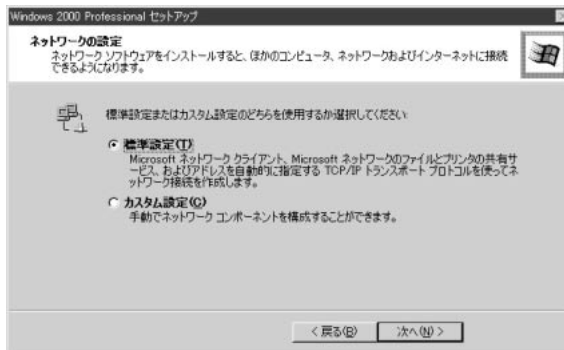 Windows 2000 Professional セットアップ
ネットワークの設定
ネットワーク ソフトウェアをインストールすると、ほかのコンピュータ、ネットワークおよびインターネットに接続
できるようになります。
標準設定またはカスタム設定のどちらを使用するか選択してください:
標準設定(T)
Microsoft ネットワーク クライアント、Microsoft ネットワークのファイルとプリンタの共有サ
ービス、およびアドレスを自動的に指定する TCP/IP トランスポート プロトコルを使ってネ
ットワーク接続を作成します。
カスタム設定(C)
手動でネットワーク コンポーネントを構成することができます。
< 戻る(B) 次へ(N) >